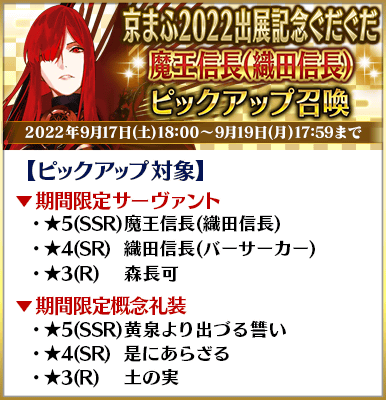 京まふ2022出展記念ぐだぐだ
魔王信長(織田信長)
ピックアップ召喚
2022年9月17日(土)18:00～9月19日(月)17:59まで
【ピックアップ対象】
▼期間限定サーヴァント
・★5(SSR)魔王信長(織田信長)
・★4(SR) 織田信長(バーサーカー)
・★3(R) 森長可
▼期間限定概念礼装
・★5(SSR)黄泉より出づる讐い
・★4(SR) 是にあらざる
・★3(R) 土の実